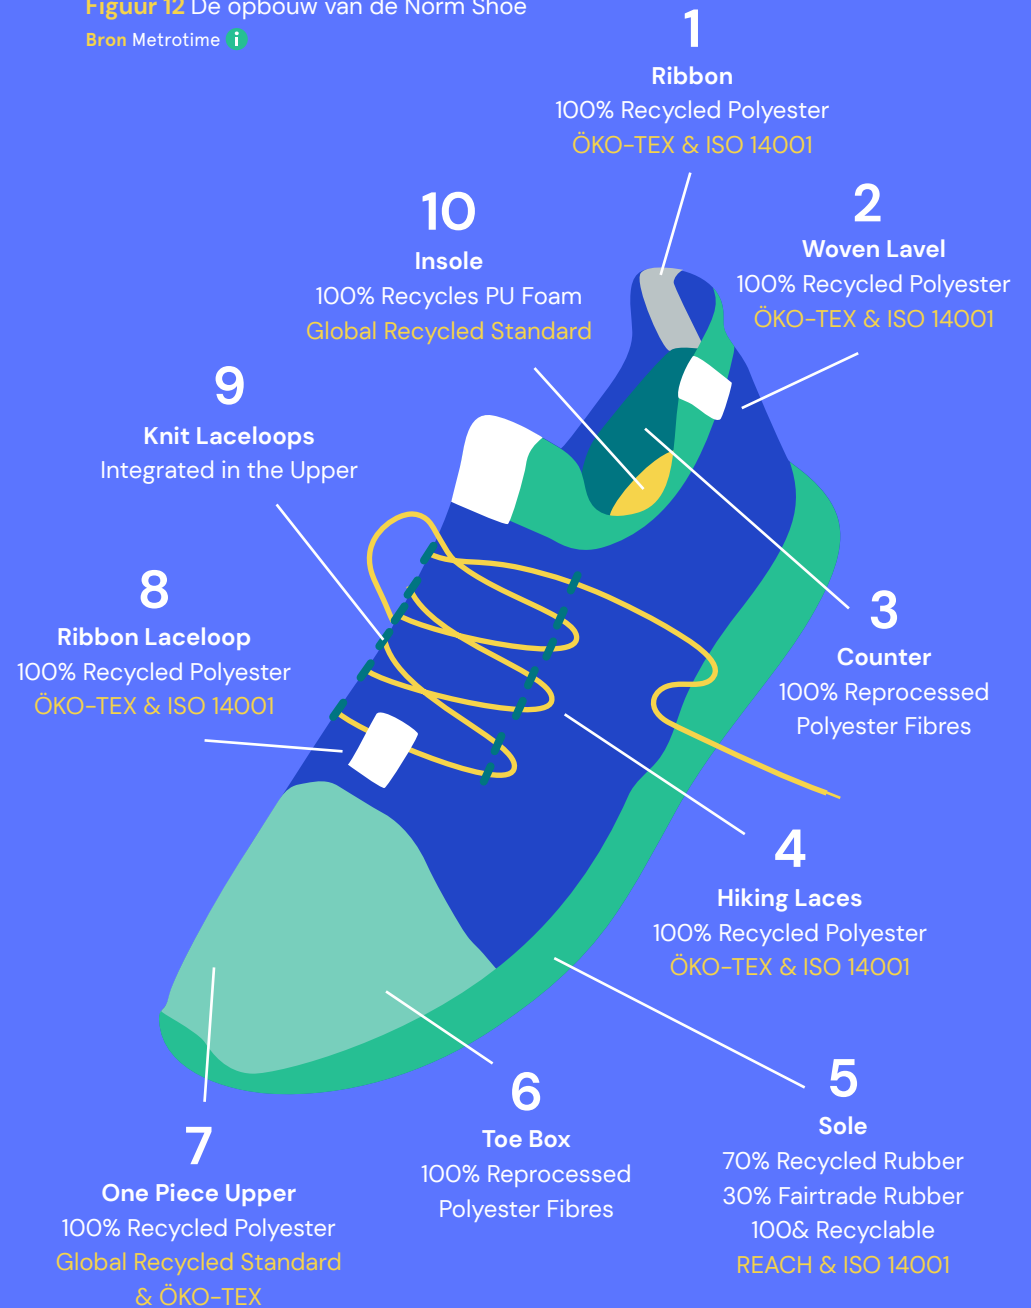 Figuur 12 De opbouw van de Norm Shoe
Bron Metrotime i
1
Ribbon
100% Recycled Polyester
ÖKO-TEX & ISO 14001
2
Woven Lavel
100% Recycled Polyester
ÖKO-TEX & ISO 14001
3
Counter
100% Reprocessed
Polyester Fibres
4
Hiking Laces
100% Recycled Polyester
ÖKO-TEX & ISO 14001
5
Sole
70% Recycled Rubber
30% Fairtrade Rubber
100& Recyclable
REACH & ISO 14001
6
Toe Box
100% Reprocessed
Polyester Fibres
7
One Piece Upper
100% Recycled Polyester
Global Recycled Standard
& ÖKO-TEX
8
Ribbon Laceloop
100% Recycled Polyester
ÖKO-TEX & ISO 14001
9
Knit Laceloops
Integrated in the Upper
10
Insole
100% Recycles PU Foam
Global Recycled Standard